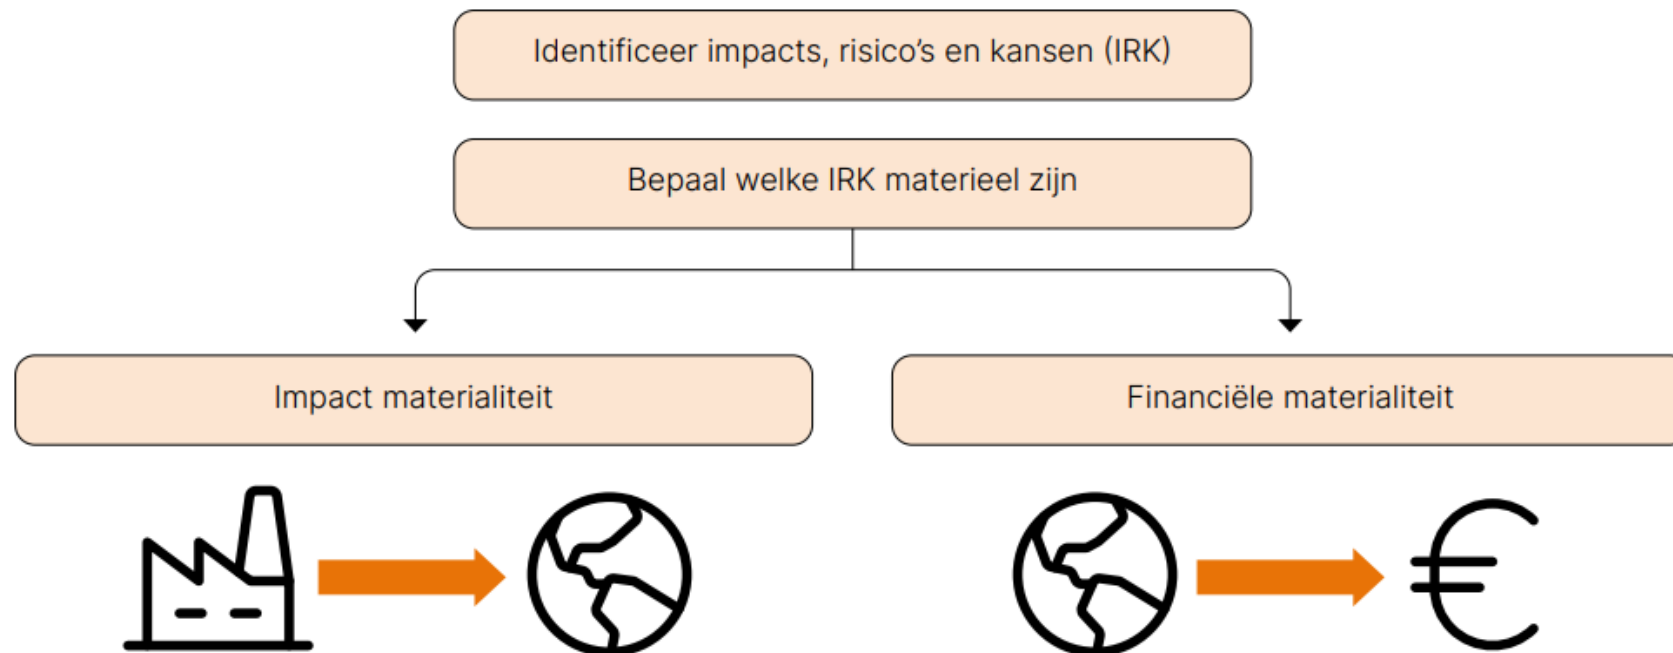 Identificeer impacts, risico’s en kansen (IRK)
Bepaal welke IRK materieel zijn
Impact materialiteit
Financiële materialiteit
€